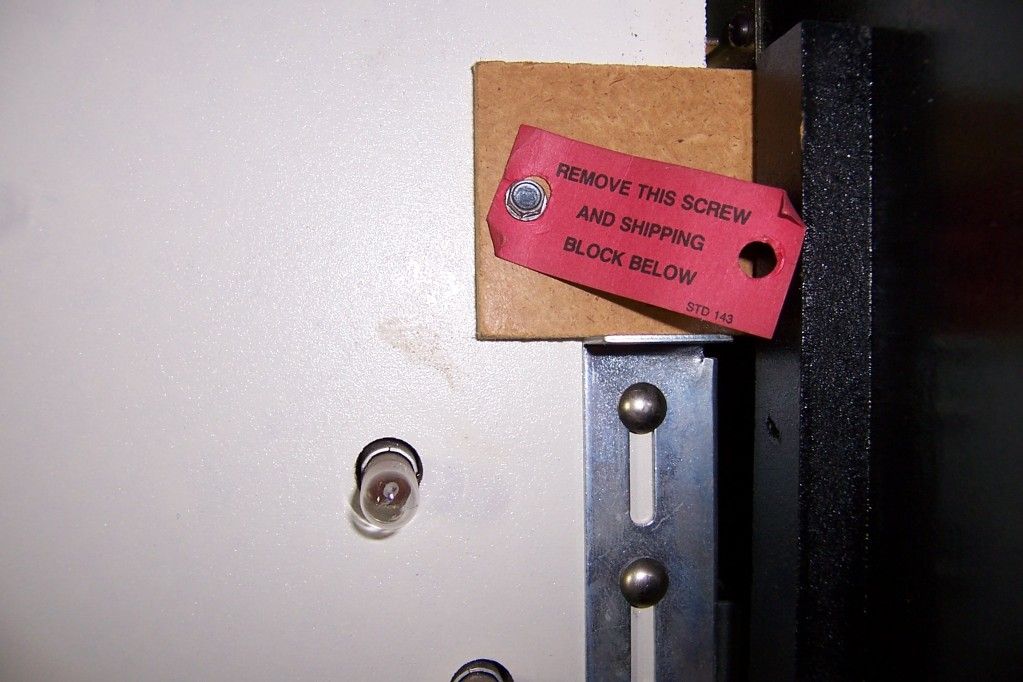 REMOVE THIS SCREW
AND SHIPPING
BLOCK BELOW
STD 143